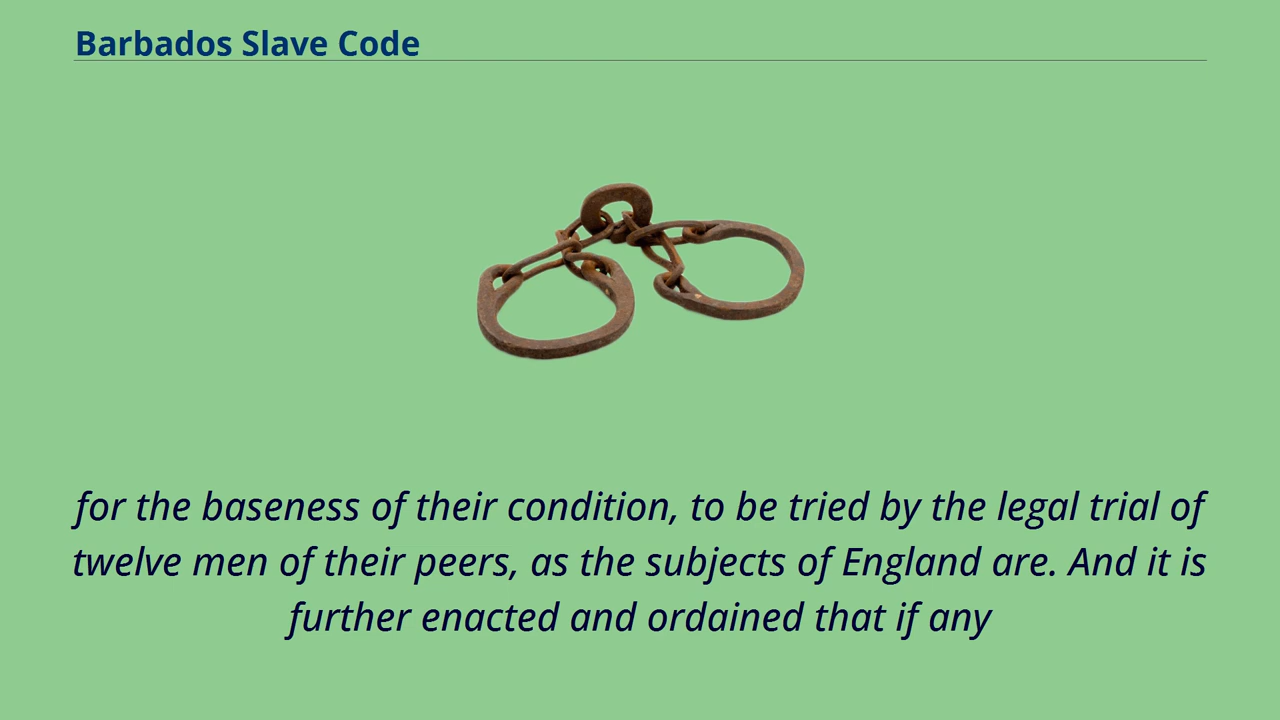 Barbados Slave Code
for the baseness of their condition, to be tried by the legal trial of
twelve men of their peers, as the subjects of England are. And it is
further enacted and ordained that if any